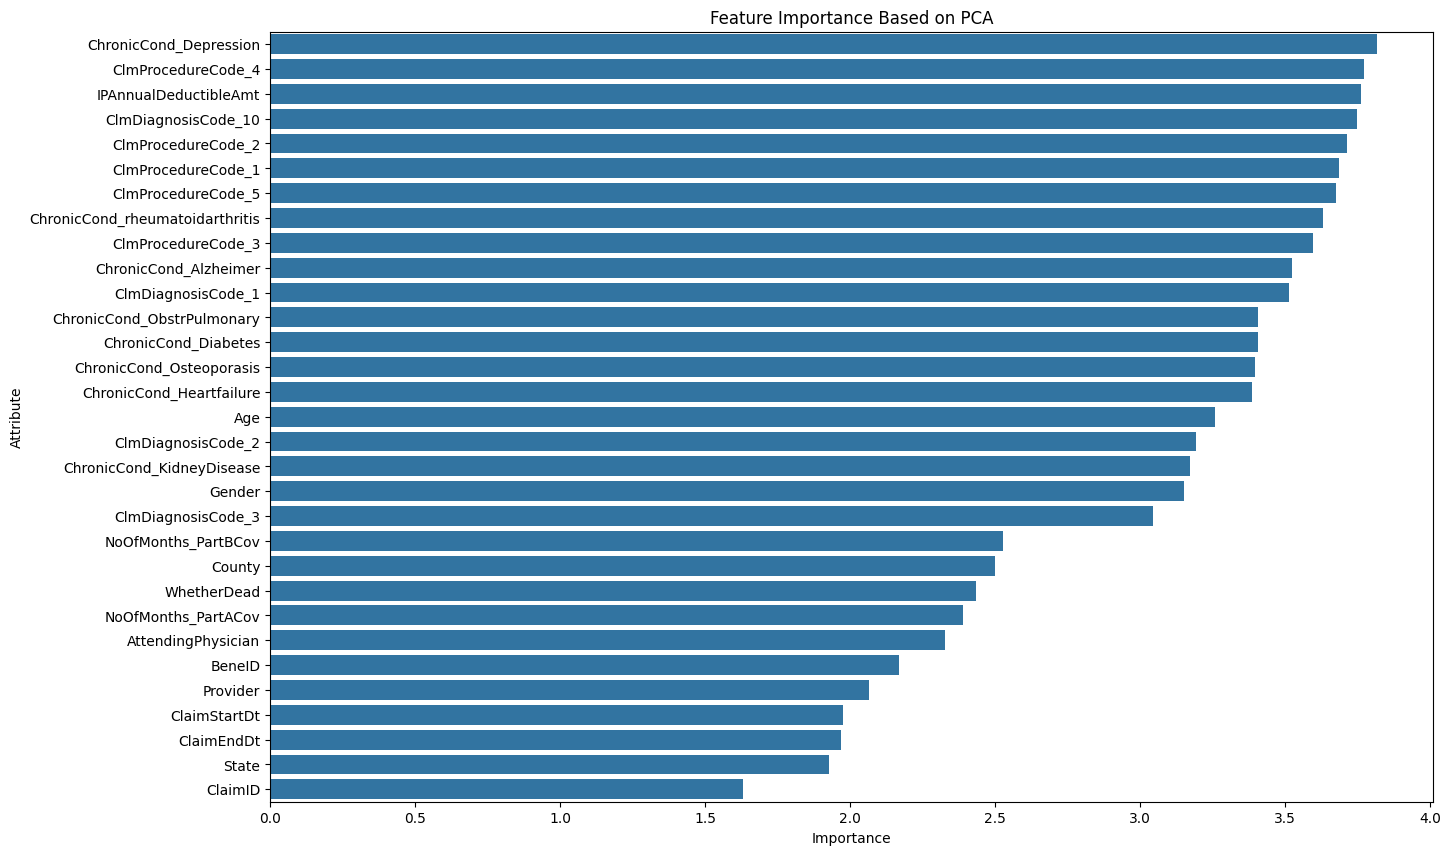 Feature Importance Based on PCA
Attribute
ChronicCond_Depression
ClmProcedureCode_4
IPAnnualDeductibleAmt
ClmDiagnosisCode_10
ClmProcedureCode_2
ClmProcedureCode_1
ClmProcedureCode_5
ChronicCond_rheumatoidarthritis
ClmProcedureCode_3
ChronicCond_Alzheimer
ClmDiagnosisCode_1
ChronicCond_ObstrPulmonary
ChronicCond_Diabetes
ChronicCond_Osteoporasis
ChronicCond_Heartfailure
Age
ClmDiagnosisCode_2
ChronicCond_KidneyDisease
Gender
ClmDiagnosisCode_3
NoOfMonths_PartBCov
County
WhetherDead
NoOfMonths_PartACov
AttendingPhysician
BeneID
Provider
ClaimStartDt
ClaimEndDt
State
ClaimID
0.0 0.5 1.0 1.5 2.0 2.5 3.0 3.5 4.0
Importance